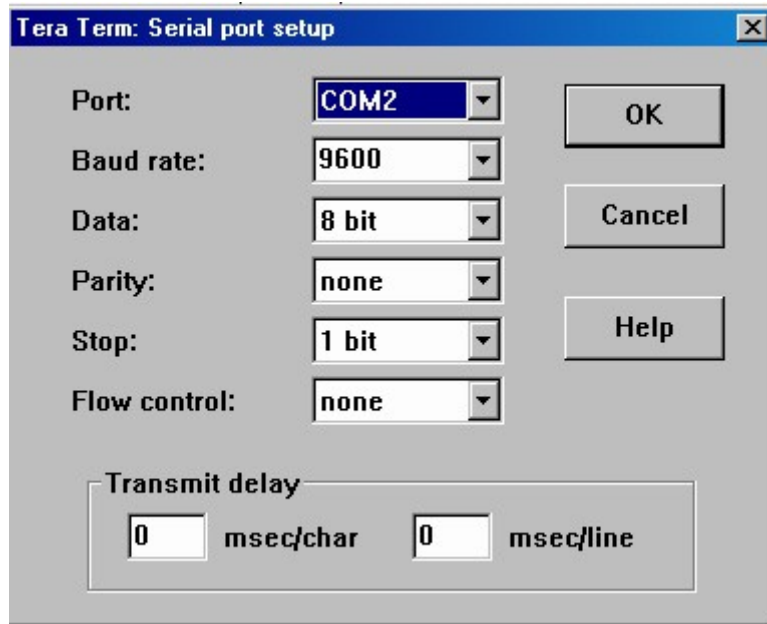 Tera Term: Serial port setup
Port: COM2 OK
Baud rate: 9600
Data: 8 bit Cancel
Parity: none
Stop: 1 bit Help
Flow control: none
Transmit delay
0 msec/char 0 msec/line